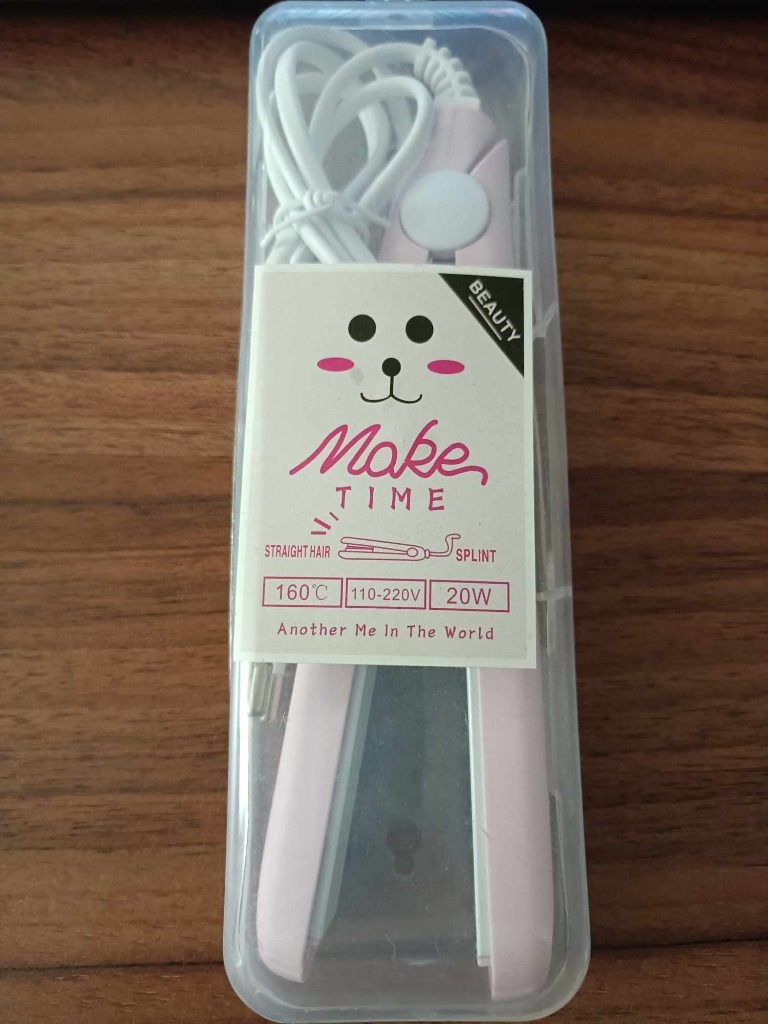 BEAUTY
Make
TIME
STRAIGHT HAIR SPLINT
160℃ 110-220V 20W
Another Me In The World